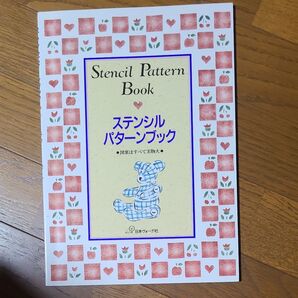 Stencil Pattern
Book
ステンシル
パターンブック
♥図案はすべて実物大♥
日本ヴォーグ社